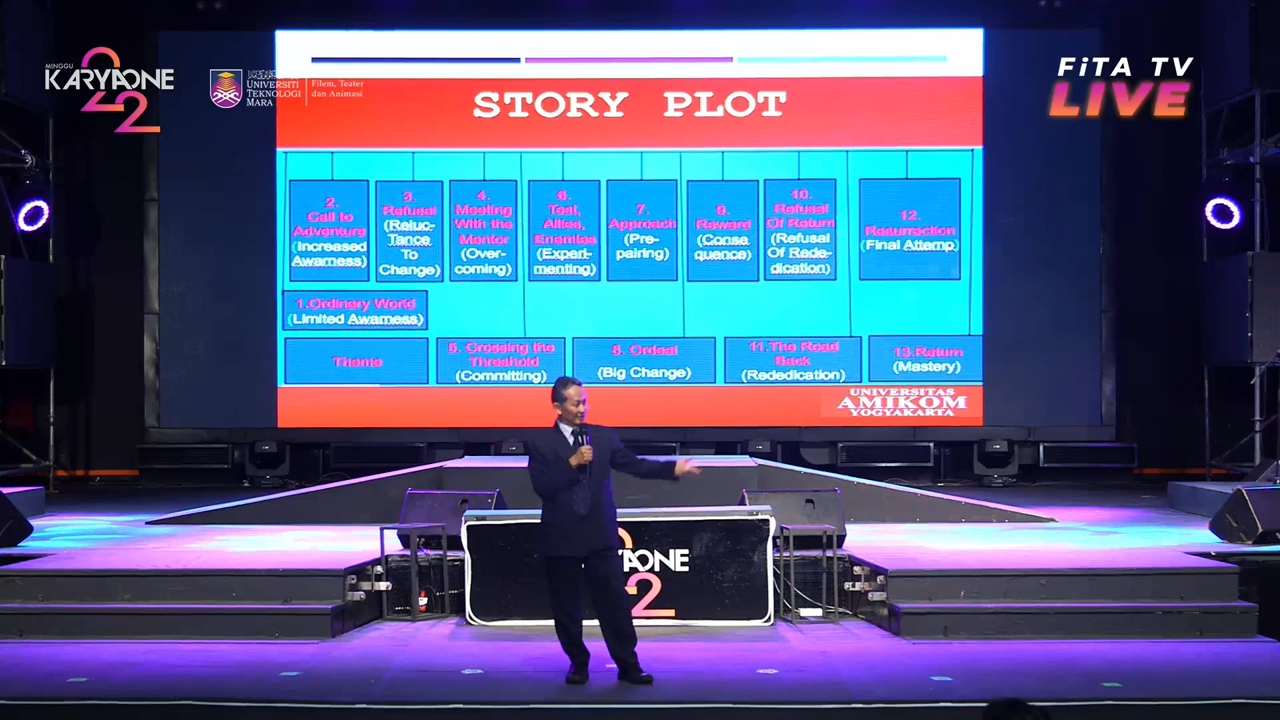 MINGGU
KARYAONE
22
UNIVERSITI
TEKNOLOGI
MARA
Filem, Teater
dan Animasi
FiTA TV
LIVE
STORY PLOT
2.
Call to
Adventure
(Increased
Awarness)
3.
Refusal
(Reluc-
Tance
To
Change)
4.
Meeting
With the
Mentor
(Over-
coming)
6.
Test,
Allies,
Enemies
(Experi-
menting)
7.
Approach
(Pre-
pairing)
9.
Reward
(Conse
quence)
10.
Refusal
Of Return
(Refusal
Of Rede-
dication)
12.
Resurrection
(Final Attemp)
1.Ordinary World
(Limited Awarness)
Theme
5. Crossing the
Threshold
(Committing)
8. Ordeal
(Big Change)
11.The Road
Back
(Rededication)
13.Return
(Mastery)
UNIVERSITAS
AMIKOM
YOGYAKARTA
YAONE
2